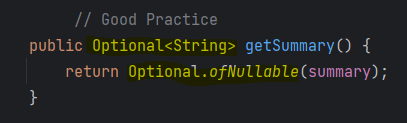 // Good Practice
public Optional<String> getSummary() {
return Optional.ofNullable(summary);
}